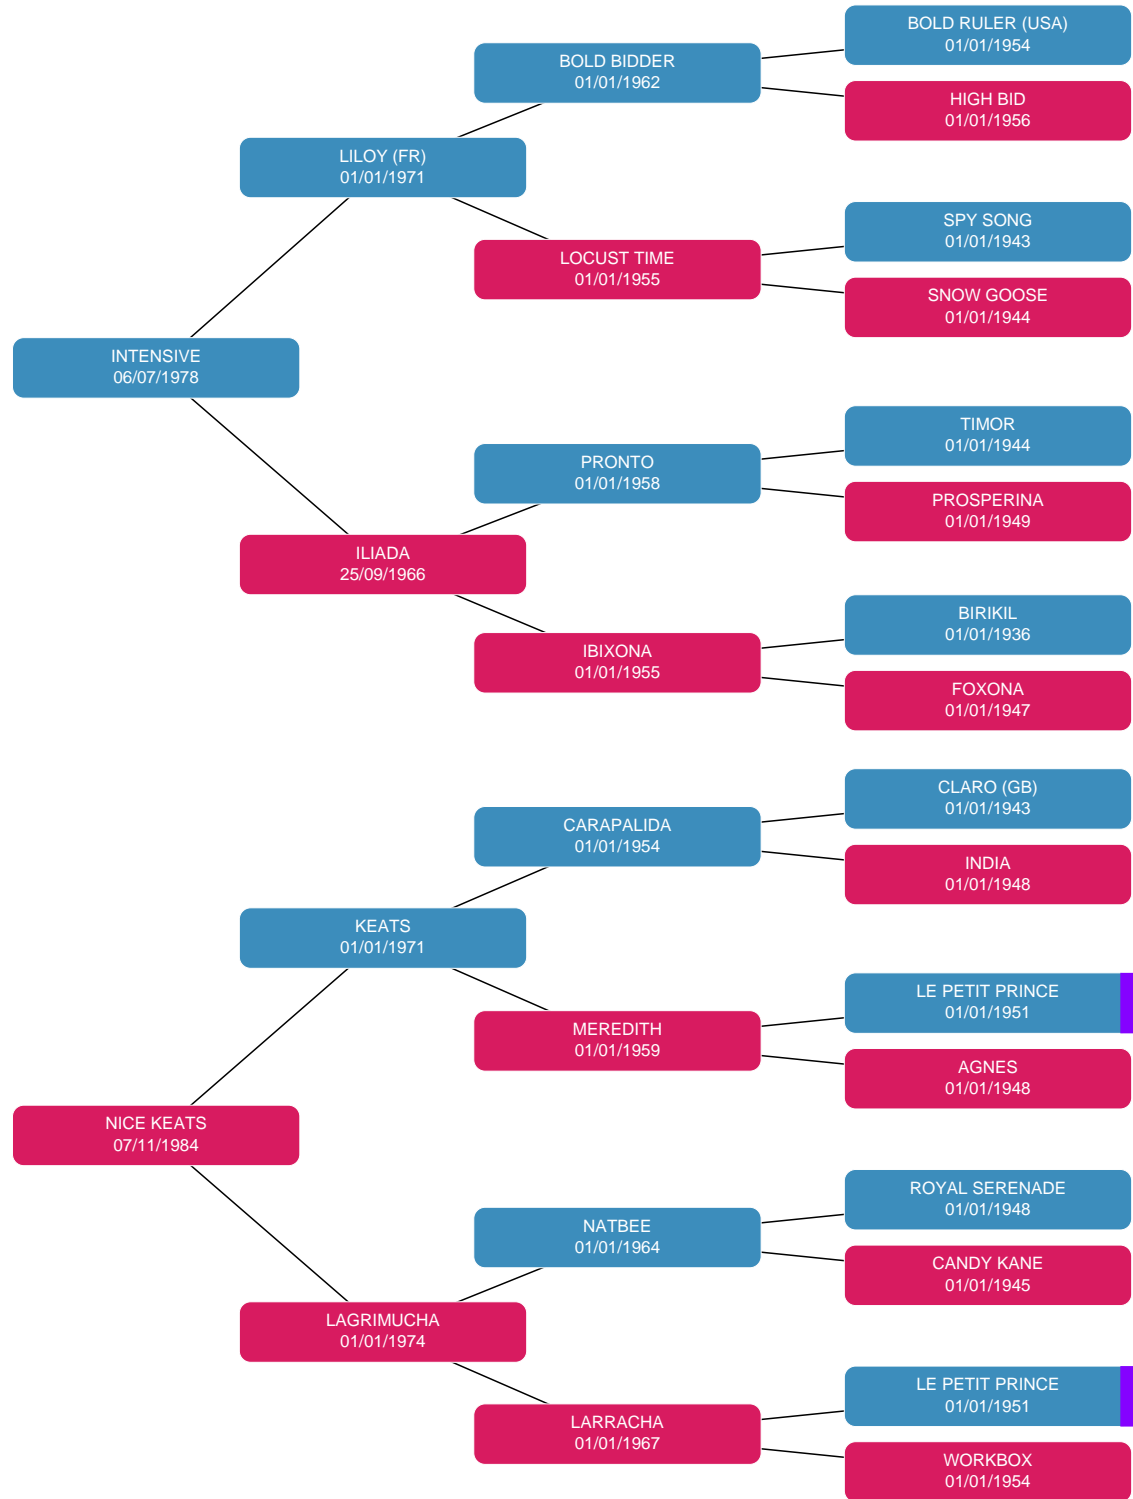 BOLD RULER (USA)
01/01/1954
BOLD BIDDER
01/01/1962
HIGH BID
01/01/1956
LILOY (FR)
01/01/1971
SPY SONG
01/01/1943
LOCUST TIME
01/01/1955
SNOW GOOSE
01/01/1944
INTENSIVE
06/07/1978
TIMOR
01/01/1944
PRONTO
01/01/1958
PROSPERINA
01/01/1949
ILIADA
25/09/1966
BIRIKIL
01/01/1936
IBIXONA
01/01/1955
FOXONA
01/01/1947
CLARO (GB)
01/01/1943
CARAPALIDA
01/01/1954
INDIA
01/01/1948
KEATS
01/01/1971
LE PETIT PRINCE
01/01/1951
MEREDITH
01/01/1959
AGNES
01/01/1948
NICE KEATS
07/11/1984
ROYAL SERENADE
01/01/1948
NATBEE
01/01/1964
CANDY KANE
01/01/1945
LAGRIMUCHA
01/01/1974
LE PETIT PRINCE
01/01/1951
LARRACHA
01/01/1967
WORKBOX
01/01/1954